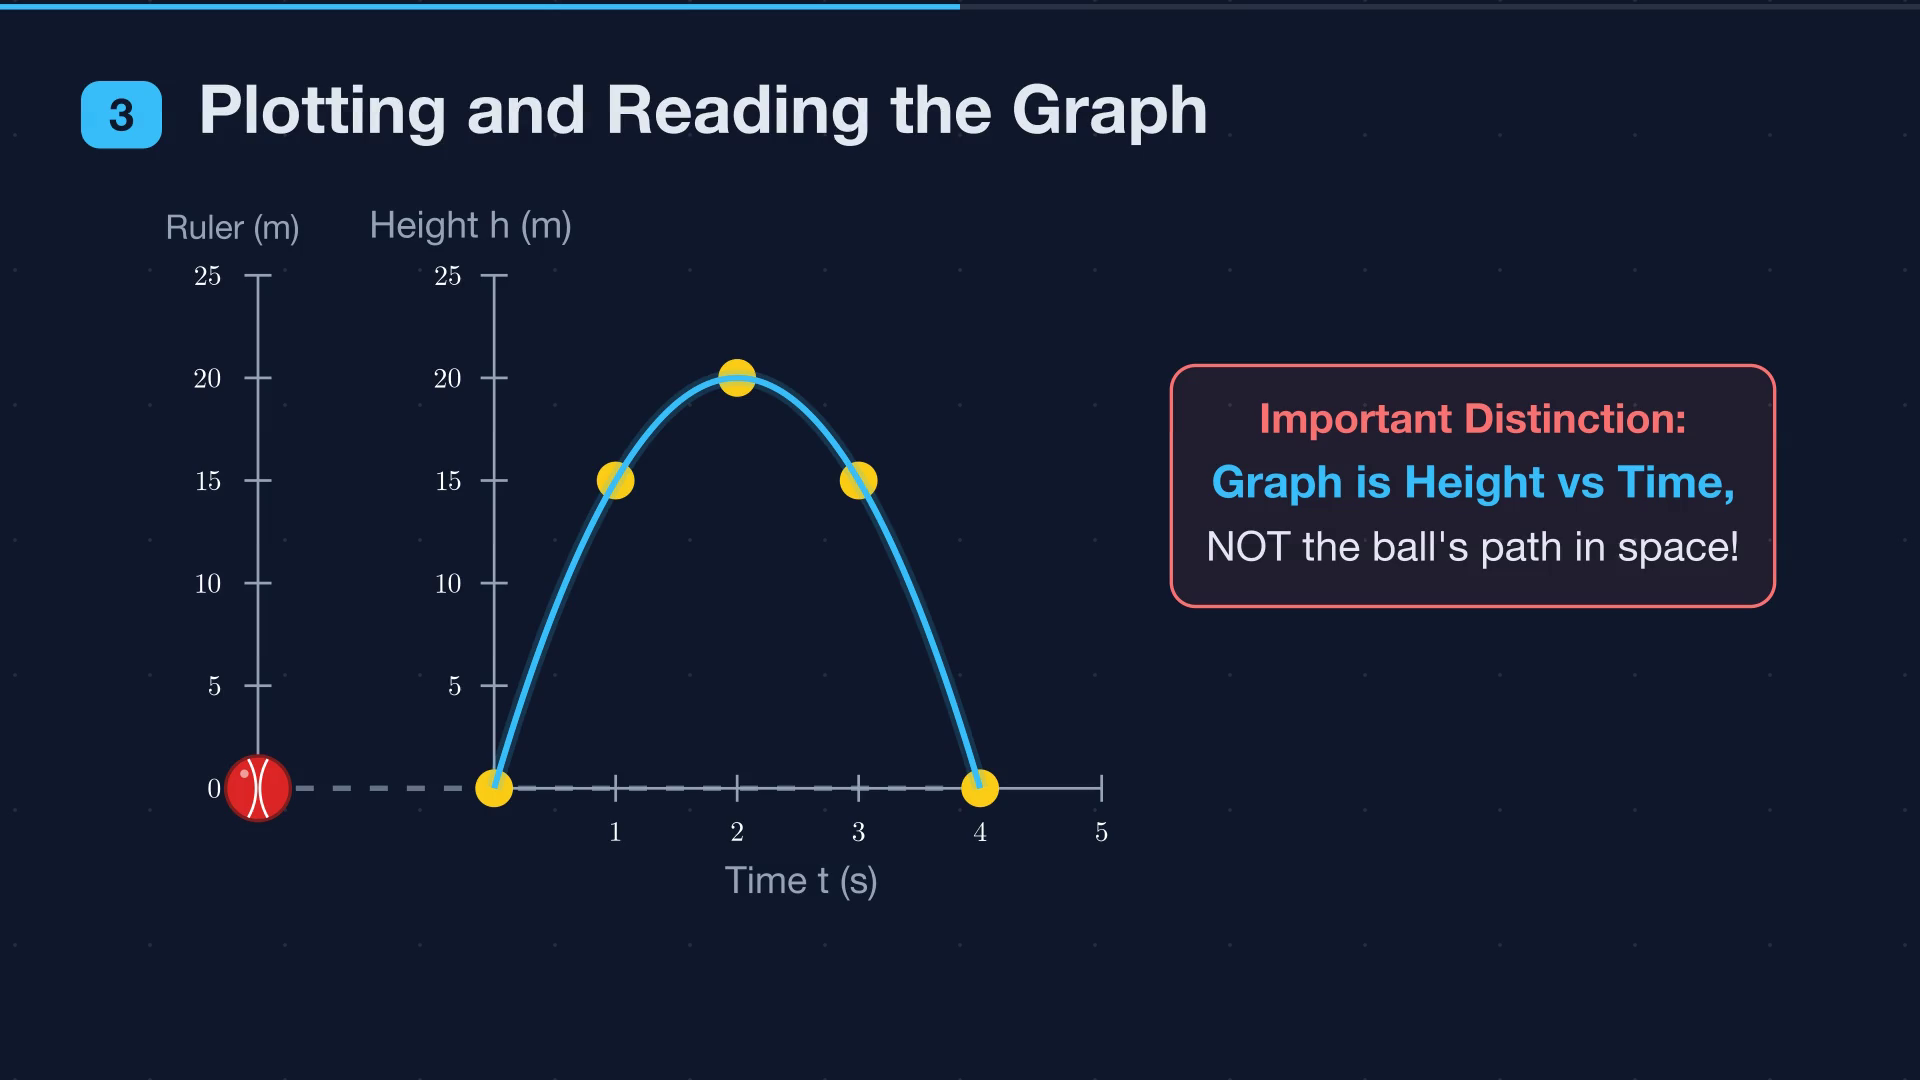 3 Plotting and Reading the Graph
Ruler (m)
25
20
15
10
5
0
Height h (m)
25
20
15
10
5
1 2 3 4 5
Time t (s)
Important Distinction:
Graph is Height vs Time,
NOT the ball's path in space!